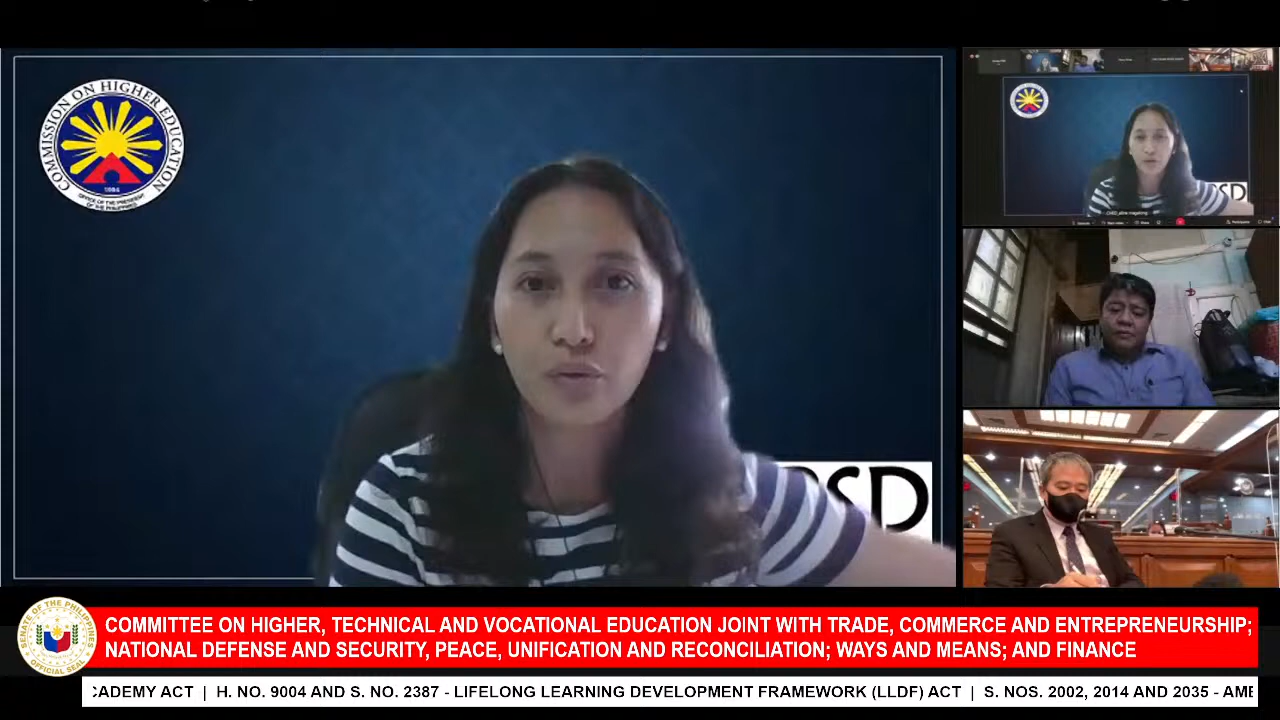 COMMISSION ON HIGHER EDUCATION
1994
OFFICE OF THE PRESIDENT
OF THE PHILIPPINES
SD
SENATE OF THE PHILIPPINES
OFFICIAL SEAL
COMMITTEE ON HIGHER, TECHNICAL AND VOCATIONAL EDUCATION JOINT WITH TRADE, COMMERCE AND ENTREPRENEURSHIP;
NATIONAL DEFENSE AND SECURITY, PEACE, UNIFICATION AND RECONCILIATION; WAYS AND MEANS; AND FINANCE
CADEMY ACT | H. NO. 9004 AND S. NO. 2387 - LIFELONG LEARNING DEVELOPMENT FRAMEWORK (LLDF) ACT | S. NOS. 2002, 2014 AND 2035 - AME